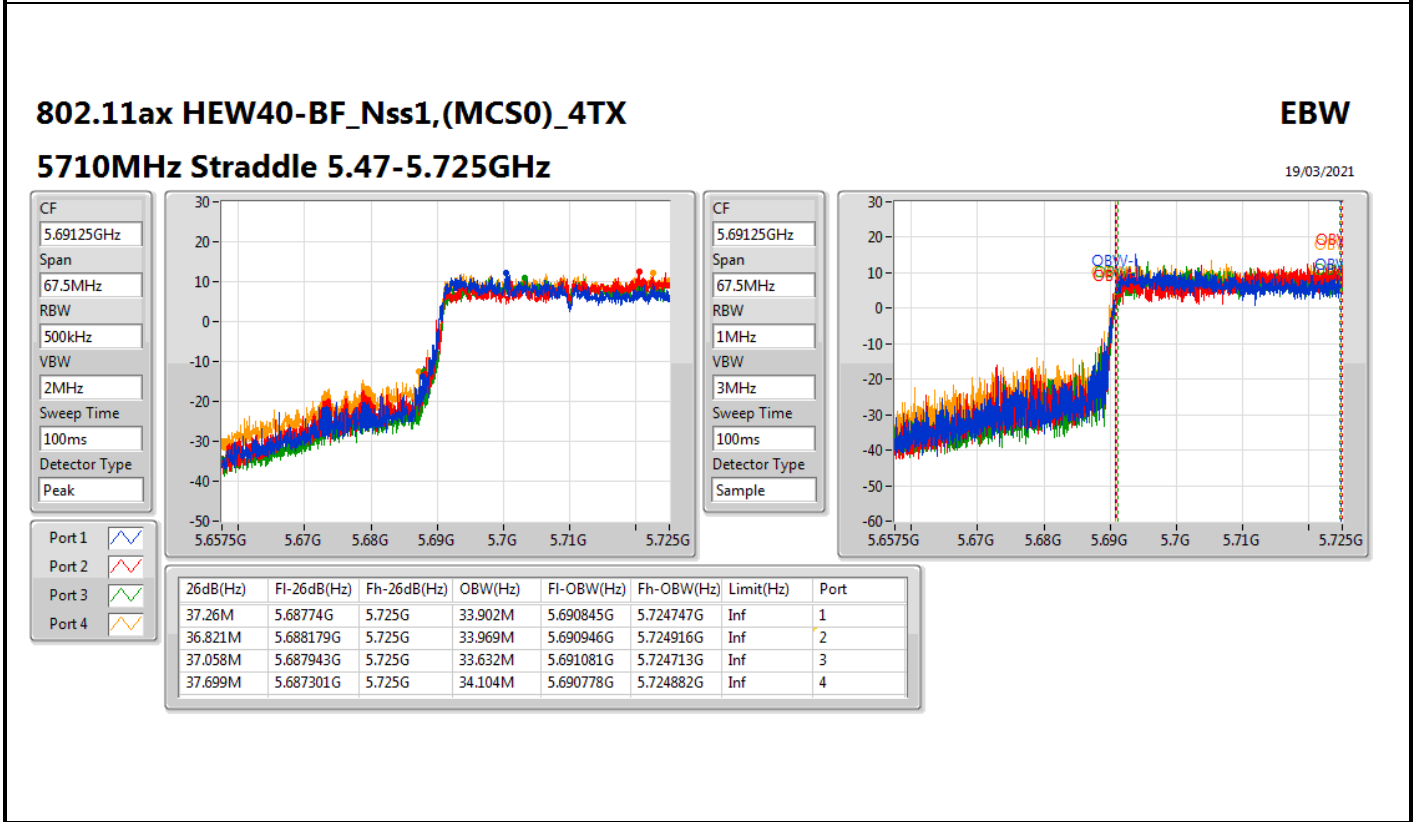 802.11ax HEW40-BF_Nss1,(MCS0)_4TX
EBW
5710MHz Straddle 5.47-5.725GHz
19/03/2021
CF
5.69125GHz
Span
67.5MHz
RBW
500kHz
VBW
2MHz
Sweep Time
100ms
Detector Type
Peak
30
20
10
0
-10
-20
-30
-40
-50
5.6575G 5.67G 5.68G 5.69G 5.7G 5.71G 5.725G
CF
5.69125GHz
Span
67.5MHz
RBW
1MHz
VBW
3MHz
Sweep Time
100ms
Detector Type
Sample
30
20
10
0
-10
-20
-30
-40
-50
-60
OBW-
5.6575G 5.67G 5.68G 5.69G 5.7G 5.71G 5.725G
Port 1
Port 2
Port 3
Port 4
26dB(Hz) Fl-26dB(Hz) Fh-26dB(Hz) OBW(Hz) Fl-OBW(Hz) Fh-OBW(Hz) Limit(Hz) Port
37.26M 5.68774G 5.725G 33.902M 5.690845G 5.724747G Inf 1
36.821M 5.688179G 5.725G 33.969M 5.690946G 5.724916G Inf 2
37.058M 5.687943G 5.725G 33.632M 5.691081G 5.724713G Inf 3
37.699M 5.687301G 5.725G 34.104M 5.690778G 5.724882G Inf 4